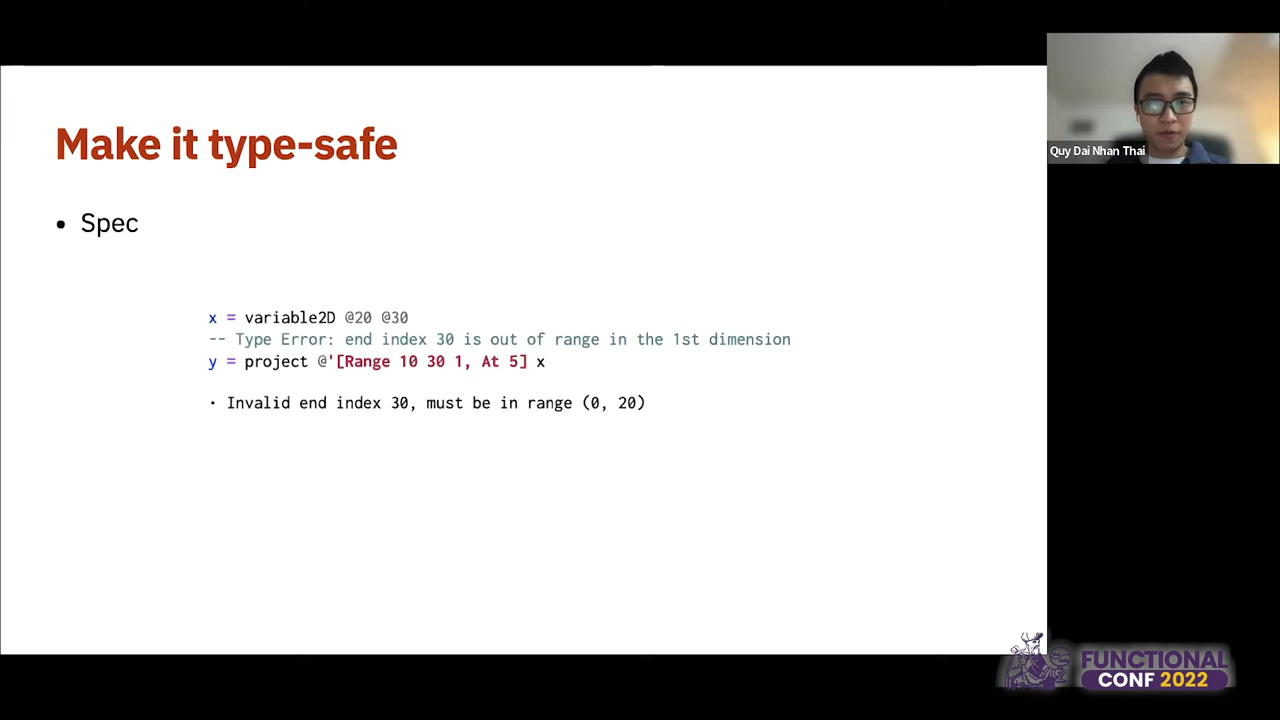 Make it type-safe
• Spec
x = variable2D @20 @30
-- Type Error: end index 30 is out of range in the 1st dimension
y = project @'[Range 10 30 1, At 5] x
• Invalid end index 30, must be in range (0, 20)
Quy Dai Nhan Thai
FUNCTIONAL
CONF 2022